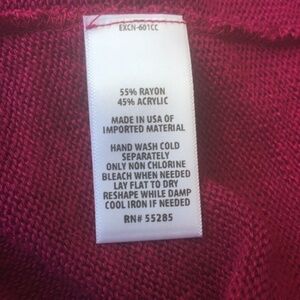 EXCN-601CC
55% RAYON
45% ACRYLIC
MADE IN USA OF
IMPORTED MATERIAL
HAND WASH COLD
SEPARATELY
ONLY NON CHLORINE
BLEACH WHEN NEEDED
LAY FLAT TO DRY
RESHAPE WHILE DAMP
COOL IRON IF NEEDED
RN# 55285